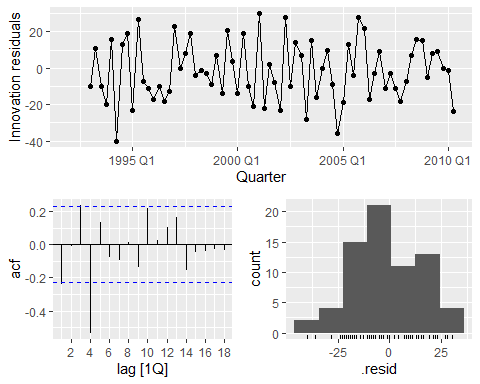 Innovation residuals
20
0
-20
-40
1995 Q1 2000 Q1 2005 Q1 2010 Q1
Quarter
acf
0.2
0.0
-0.2
-0.4
2 4 6 8 10 12 14 16 18
lag [1Q]
count
20
15
10
5
0
-25 0 25
.resid